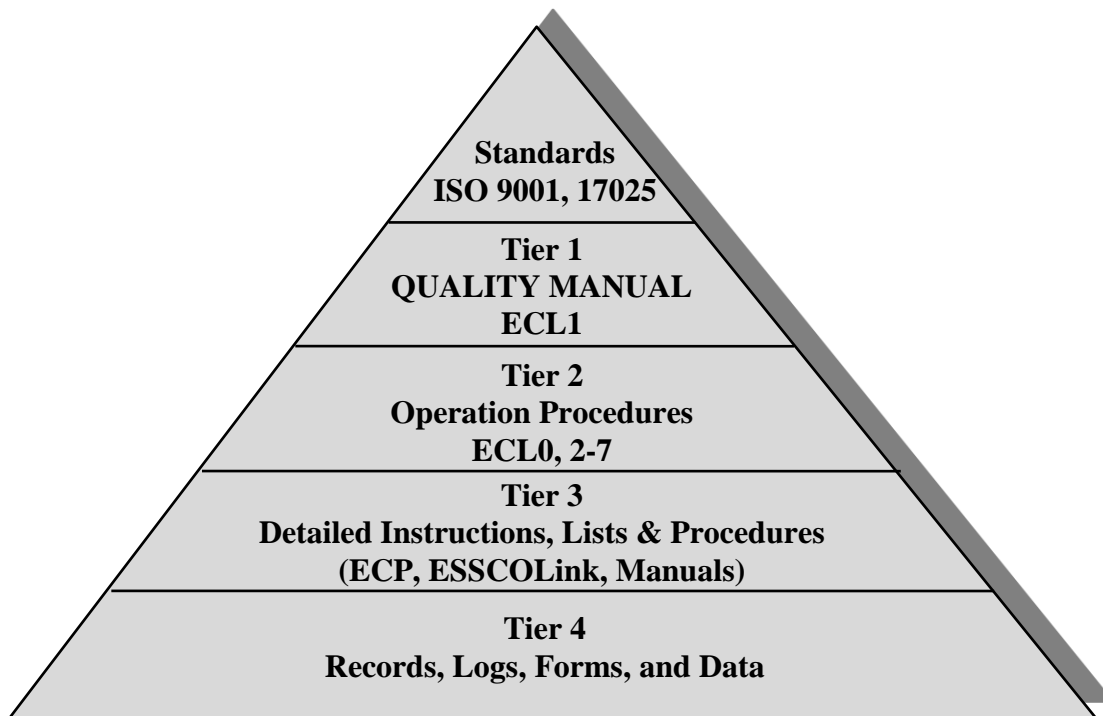 Standards
ISO 9001, 17025
Tier 1
QUALITY MANUAL
ECL1
Tier 2
Operation Procedures
ECL0, 2-7
Tier 3
Detailed Instructions, Lists & Procedures
(ECP, ESSCOLink, Manuals)
Tier 4
Records, Logs, Forms, and Data